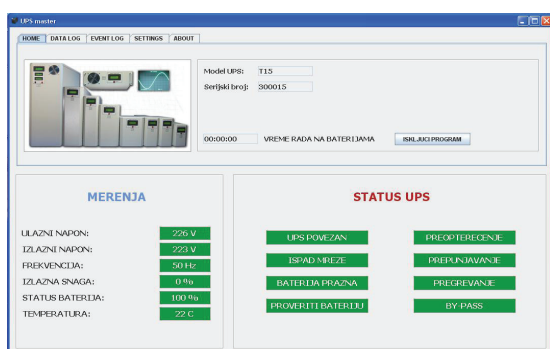 UPS master
HOME DATA LOG EVENT LOG SETTINGS ABOUT
Model UPS: T15
Serijski broj: 300015
00:00:00 VREME RADA NA BATERIJAMA ISKLJUCI PROGRAM
MERENJA
ULAZNI NAPON: 226 V
IZLAZNI NAPON: 223 V
FREKVENCIJA: 50 Hz
IZLAZNA SNAGA: 0 %
STATUS BATERIJA: 100 %
TEMPERATURA: 22 C
STATUS UPS
UPS POVEZAN PREOPTERECENJE
ISPAD MREZE PREPUNJAVANJE
BATERIJA PRAZNA PREGREVANJE
PROVERITI BATERIJU BY-PASS